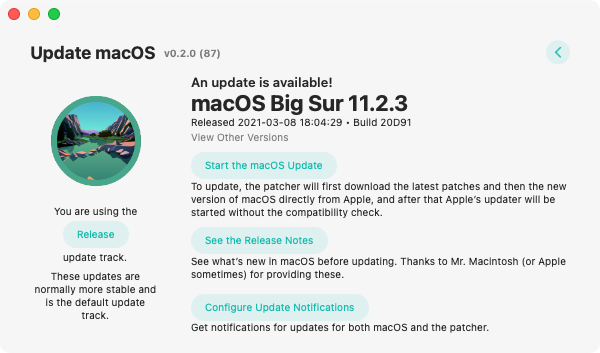 Update macOS v0.2.0 (87)
An update is available!
macOS Big Sur 11.2.3
Released 2021-03-08 18:04:29 • Build 20D91
View Other Versions
Start the macOS Update
To update, the patcher will first download the latest patches and then the new
version of macOS directly from Apple, and after that Apple’s updater will be
started without the compatibility check.
See the Release Notes
See what’s new in macOS before updating. Thanks to Mr. Macintosh (or Apple
sometimes) for providing these.
Configure Update Notifications
Get notifications for updates for both macOS and the patcher.
You are using the
Release
update track.
These updates are
normally more stable and
is the default update
track.